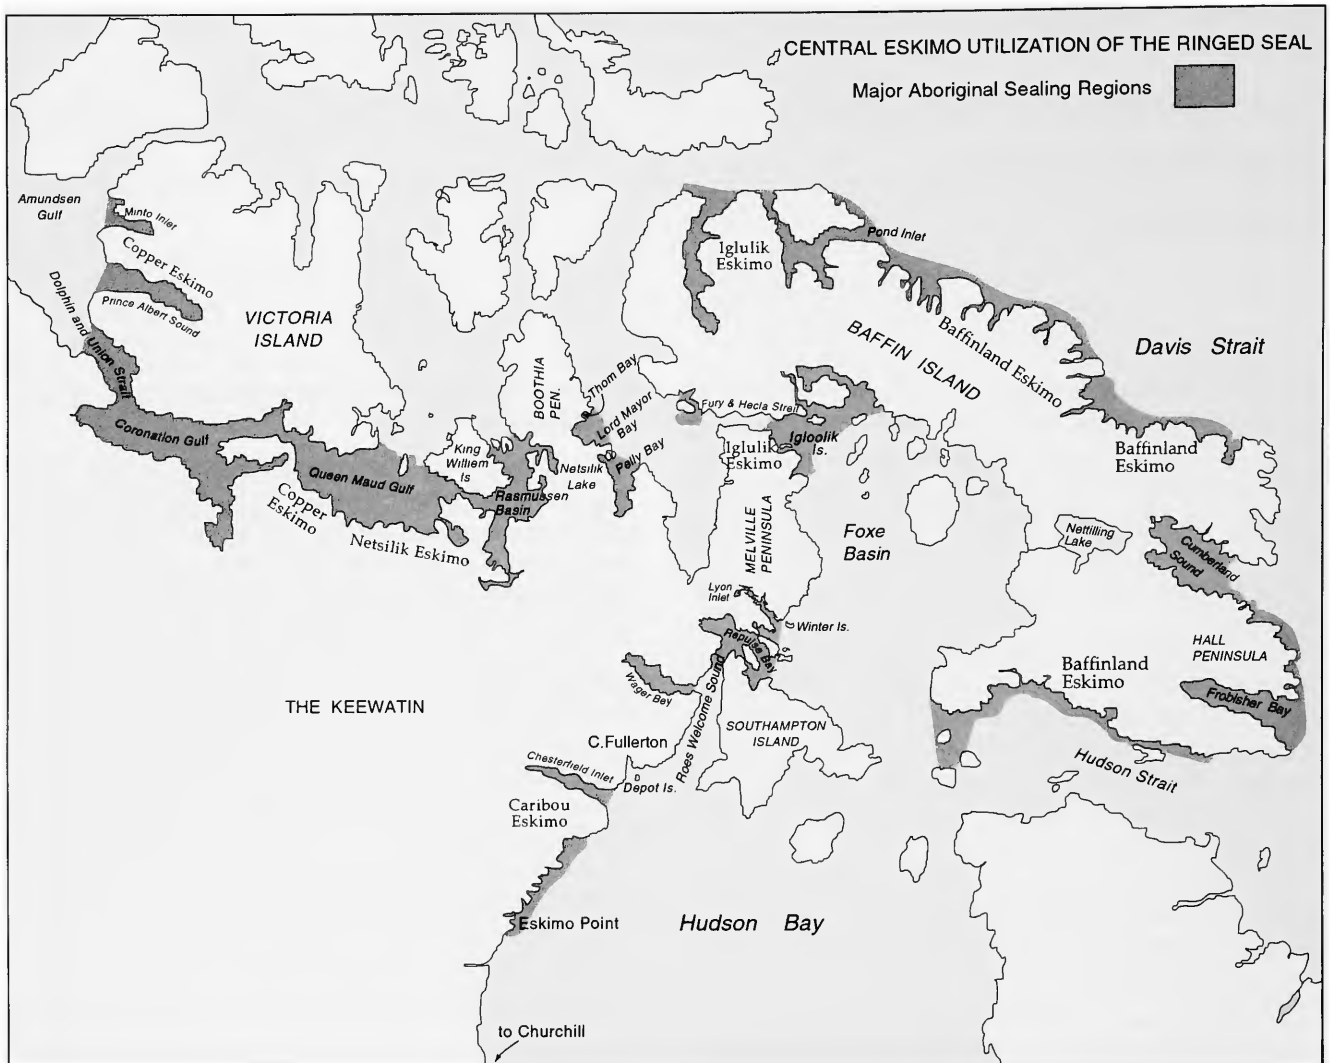 CENTRAL ESKIMO UTILIZATION OF THE RINGED SEAL
Major Aboriginal Sealing Regions
Amundsen
Gulf
Minto Inlet
Copper Eskimo
Prince Albert Sound
Dolphin and Union Strait
VICTORIA
ISLAND
Coronation Gulf
Queen Maud Gulf
Copper
Eskimo
Netsilik Eskimo
King
Williem
Is
Rasmussen
Basin
BOOTHIA
PEN.
Netsilik
Lake
Thom Bay
Lord Mayor
Bay
Pelly Bay
Iglulik
Eskimo
Pond Inlet
BAFFIN ISLAND
Baffinland Eskimo
Davis Strait
Baffinland
Eskimo
Fury & Hecla Streit
Igloolik
Is.
Iglulik
Eskimo
MELVILLE
PENINSULA
Foxe
Basin
Nettilling
Lake
Cumberland
Sound
Lyon
Inlet
Winter Is.
Repulse Bay
Wager Bey
Roes Welcome Sound
SOUTHAMPTON
ISLAND
Baffinland
Eskimo
HALL
PENINSULA
Frobisher Bay
Hudson Strait
THE KEEWATIN
C.Fullerton
Chesterfield Inlet
Depot Is.
Caribou
Eskimo
Eskimo Point
Hudson Bay
to Churchill